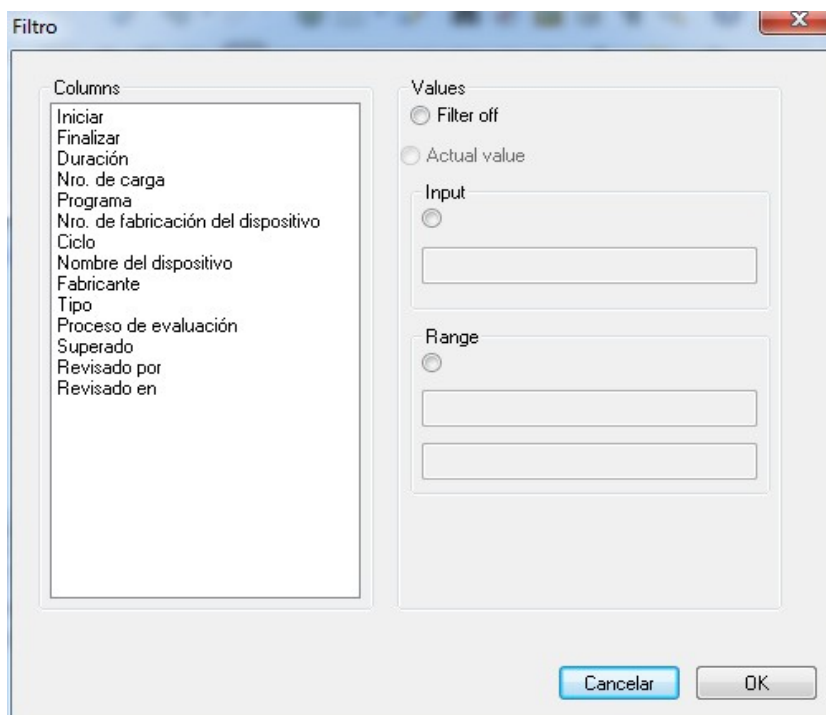 Filtro
Columns
Iniciar
Finalizar
Duración
Nro. de carga
Programa
Nro. de fabricación del dispositivo
Ciclo
Nombre del dispositivo
Fabricante
Tipo
Proceso de evaluación
Superado
Revisado por
Revisado en
Values
Filter off
Actual value
Input
Range
Cancelar
OK